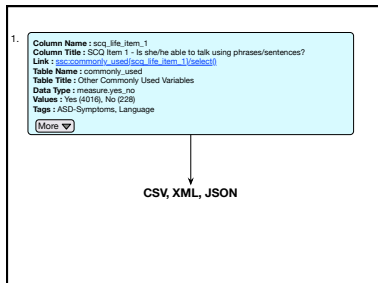 1.
Column Name : scq_life_item_1
Column Title : SCQ Item 1 - Is she/he able to talk using phrases/sentences?
Link : ssc:commonly_used{scq_life_item_1}/select()
Table Name : commonly_used
Table Title : Other Commonly Used Variables
Data Type : measure.yes_no
Values : Yes (4016), No (228)
Tags : ASD-Symptoms, Language
More
CSV, XML, JSON